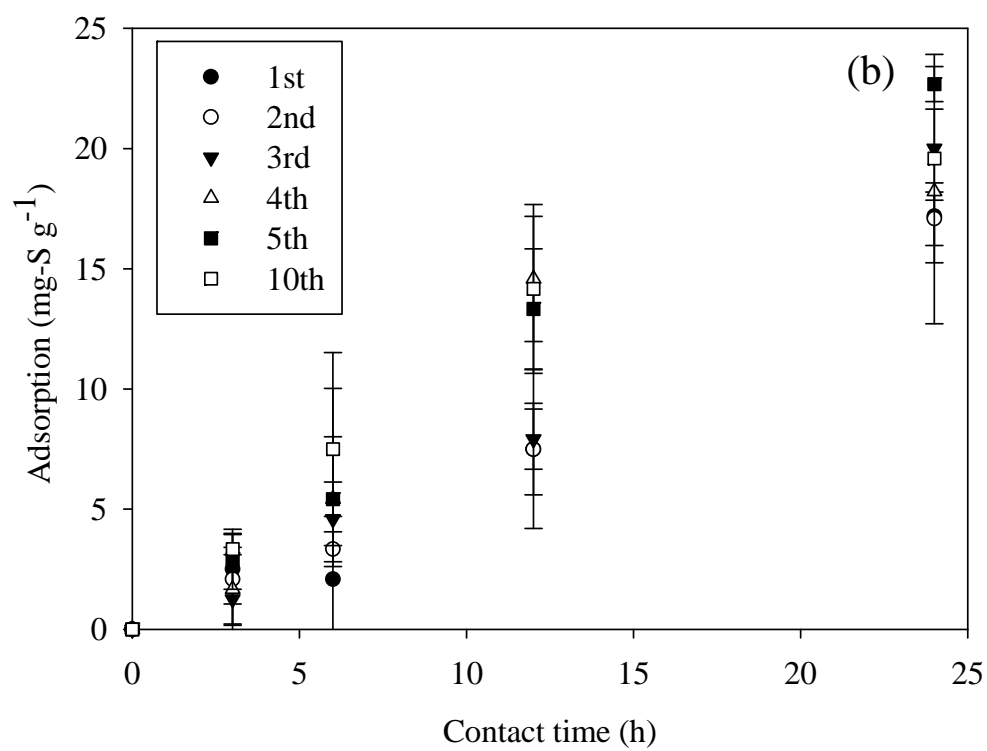 (b)
1st
2nd
3rd
4th
5th
10th
25
20
15
10
5
0
Adsorption (mg-S g⁻¹)
0 5 10 15 20 25
Contact time (h)